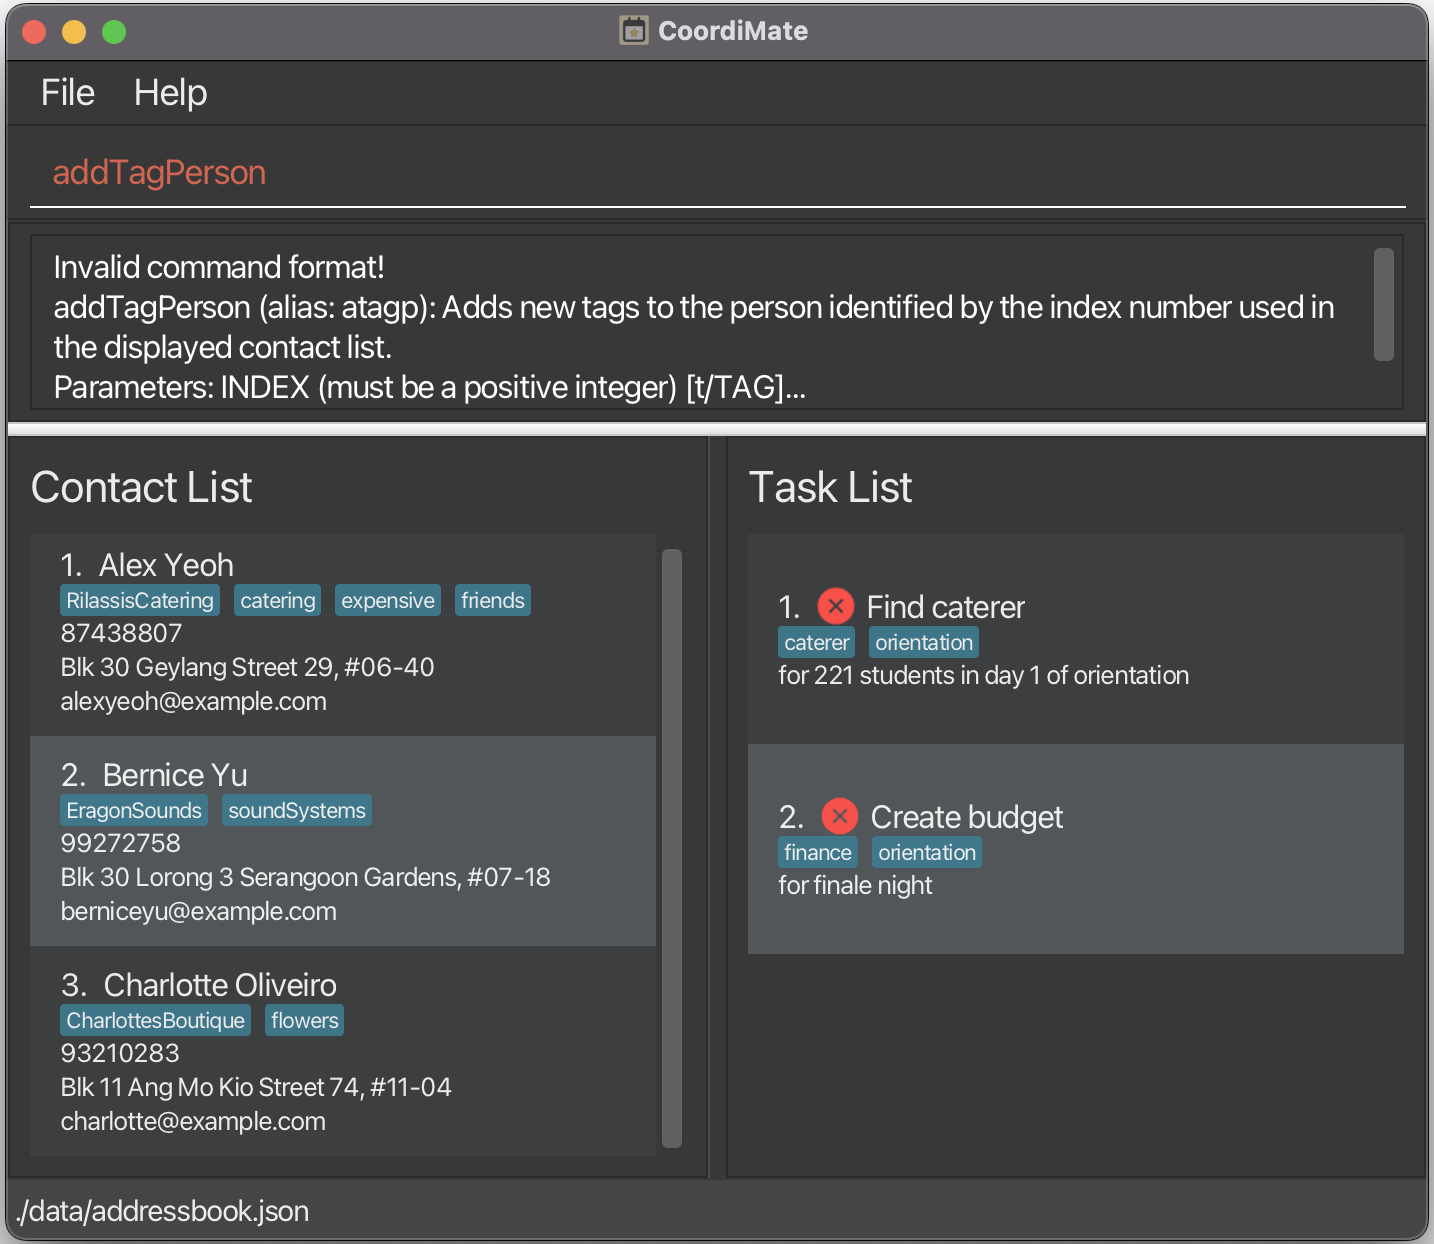 CoordiMate
File Help
addTagPerson
Invalid command format!
addTagPerson (alias: atagp): Adds new tags to the person identified by the index number used in
the displayed contact list.
Parameters: INDEX (must be a positive integer) [t/TAG]...
Contact List
1. Alex Yeoh
RilassisCatering catering expensive friends
87438807
Blk 30 Geylang Street 29, #06-40
alexyeoh@example.com
2. Bernice Yu
EragonSounds soundSystems
99272758
Blk 30 Lorong 3 Serangoon Gardens, #07-18
berniceyu@example.com
3. Charlotte Oliveiro
CharlottesBoutique flowers
93210283
Blk 11 Ang Mo Kio Street 74, #11-04
charlotte@example.com
Task List
1. Find caterer
caterer orientation
for 221 students in day 1 of orientation
2. Create budget
finance orientation
for finale night
./data/addressbook.json